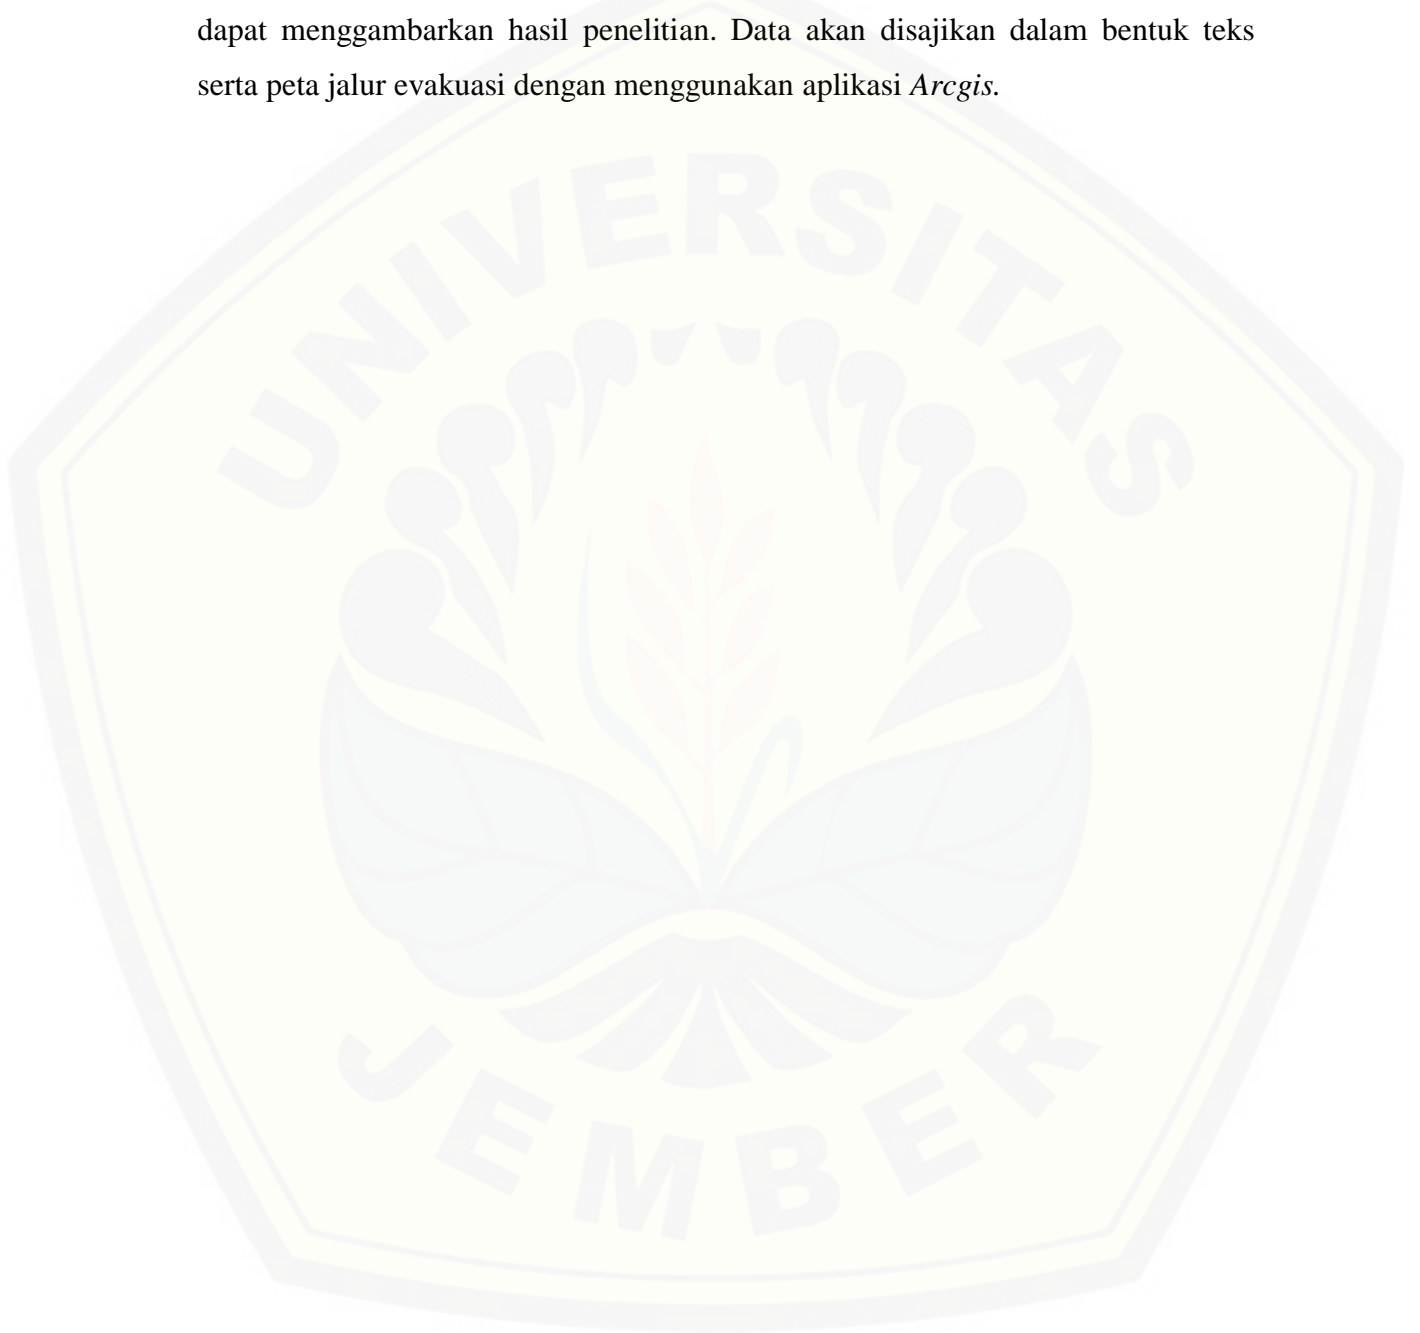 dapat menggambarkan hasil penelitian. Data akan disajikan dalam bentuk teks
serta peta jalur evakuasi dengan menggunakan aplikasi Arcgis.
UNIVERSITAS
JEMBER